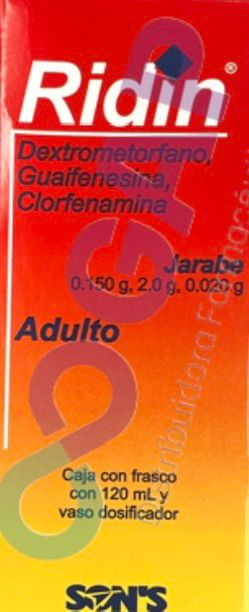 Ridin®
Dextrometorfano,
Guaifenesina,
Clorfenamina
Jarabe
0.150 g, 2.0 g, 0.020 g
Adulto
Caja con frasco
con 120 mL y
vaso dosificador
SON'S
GAP